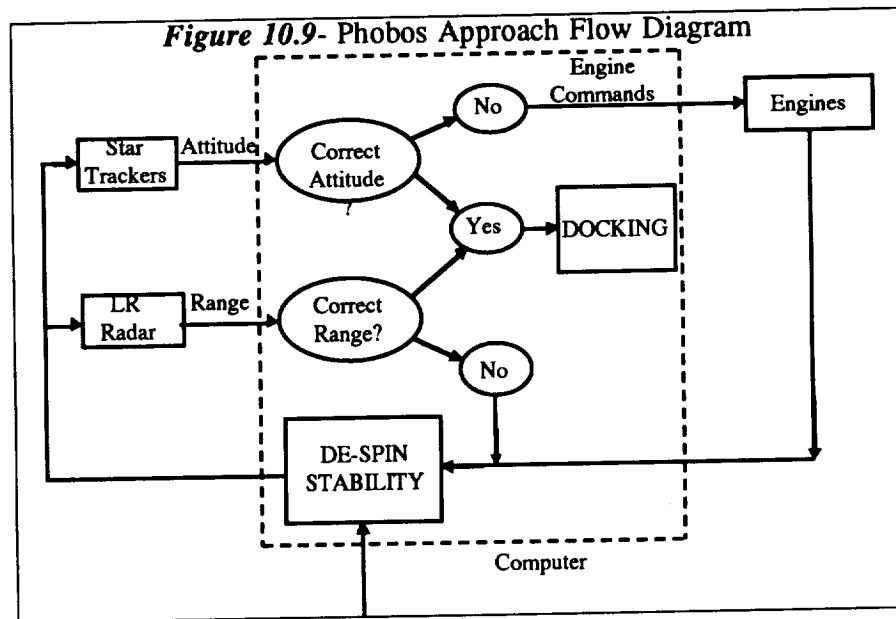 Figure 10.9- Phobos Approach Flow Diagram
Engine
Commands
No
Engines
Star
Trackers
Attitude
Correct
Attitude
?
Yes
DOCKING
LR
Radar
Range
Correct
Range?
No
DE-SPIN
STABILITY
Computer